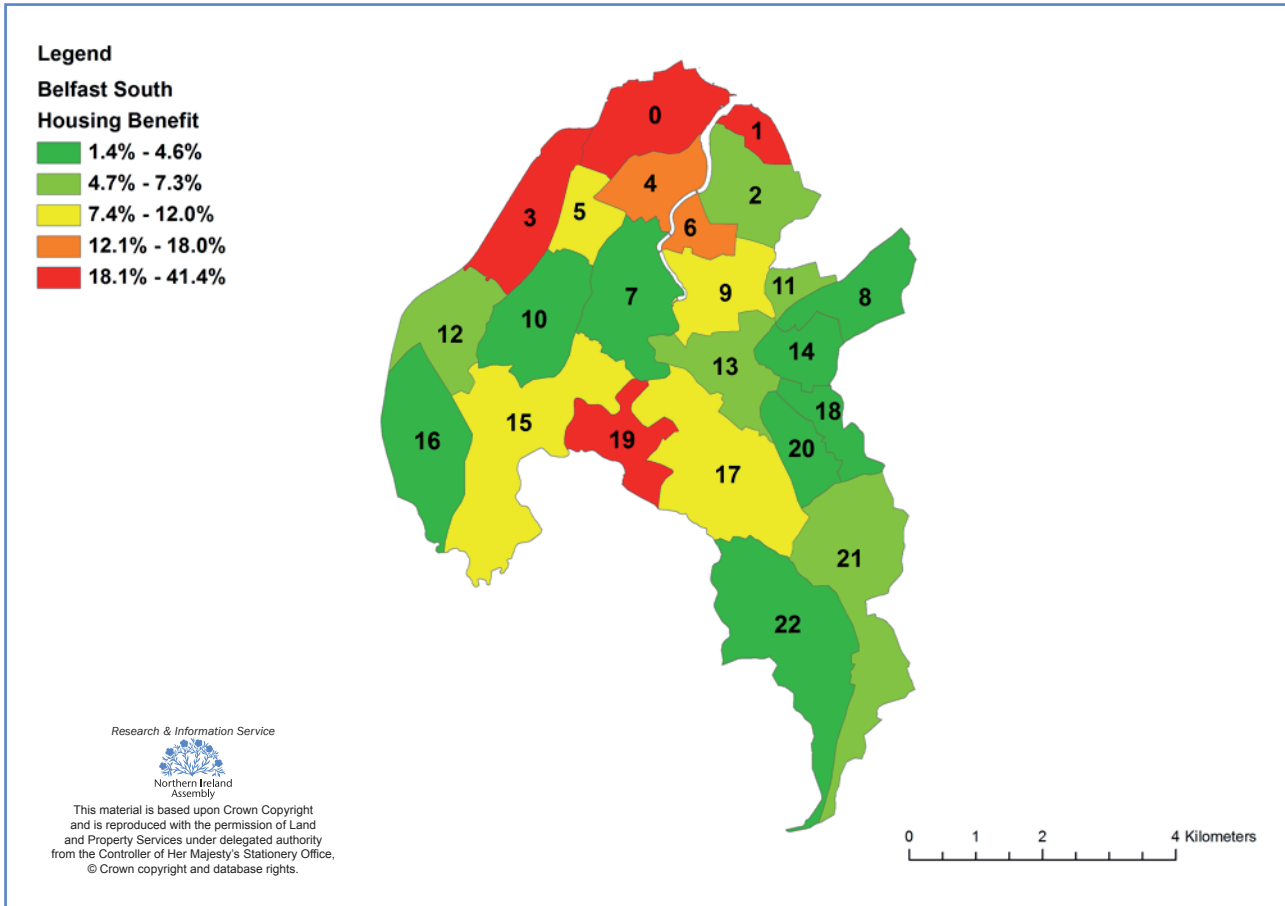 Legend
Belfast South
Housing Benefit
1.4% - 4.6%
4.7% - 7.3%
7.4% - 12.0%
12.1% - 18.0%
18.1% - 41.4%
0
1
4
5
2
3
6
11
8
7
9
10
12
14
13
18
15
16
19
20
17
21
22
Research & Information Service
Northern Ireland
Assembly
This material is based upon Crown Copyright
and is reproduced with the permission of Land
and Property Services under delegated authority
from the Controller of Her Majesty's Stationery Office,
© Crown copyright and database rights.
0 1 2 4 Kilometers